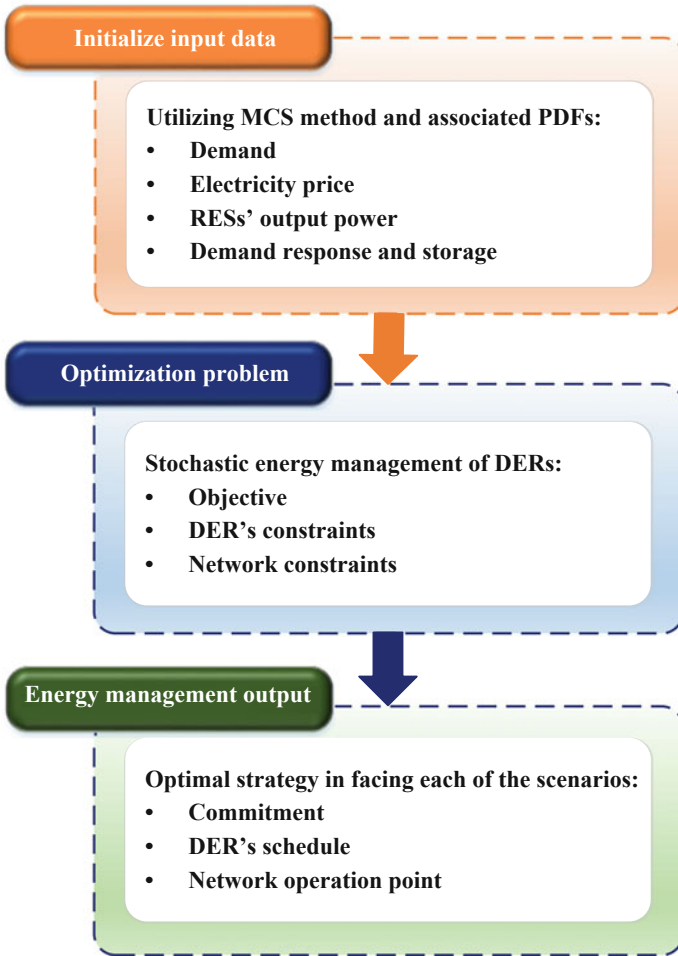 Initialize input data
Utilizing MCS method and associated PDFs:
• Demand
• Electricity price
• RESs’ output power
• Demand response and storage
Optimization problem
Stochastic energy management of DERs:
• Objective
• DER’s constraints
• Network constraints
Energy management output
Optimal strategy in facing each of the scenarios:
• Commitment
• DER’s schedule
• Network operation point